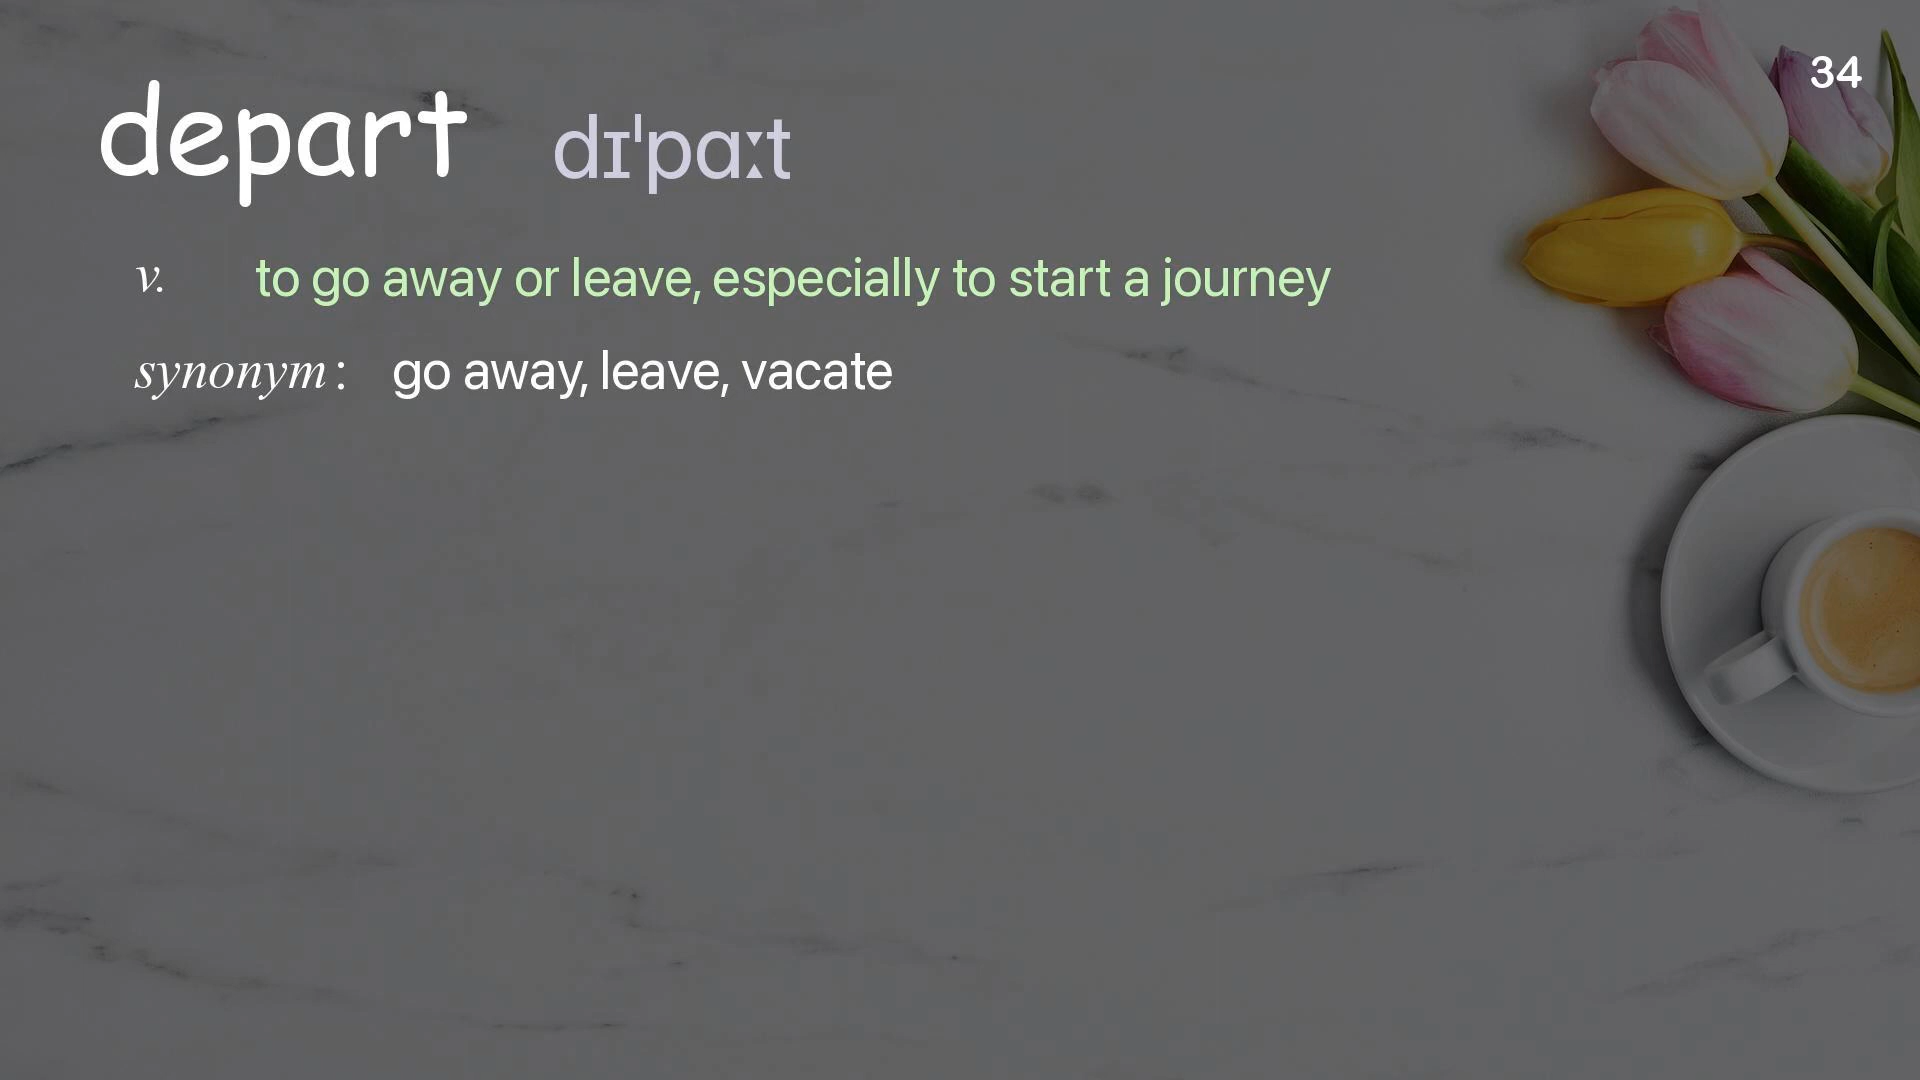 34
depart dɪˈpɑːt
v. to go away or leave, especially to start a journey
synonym : go away, leave, vacate